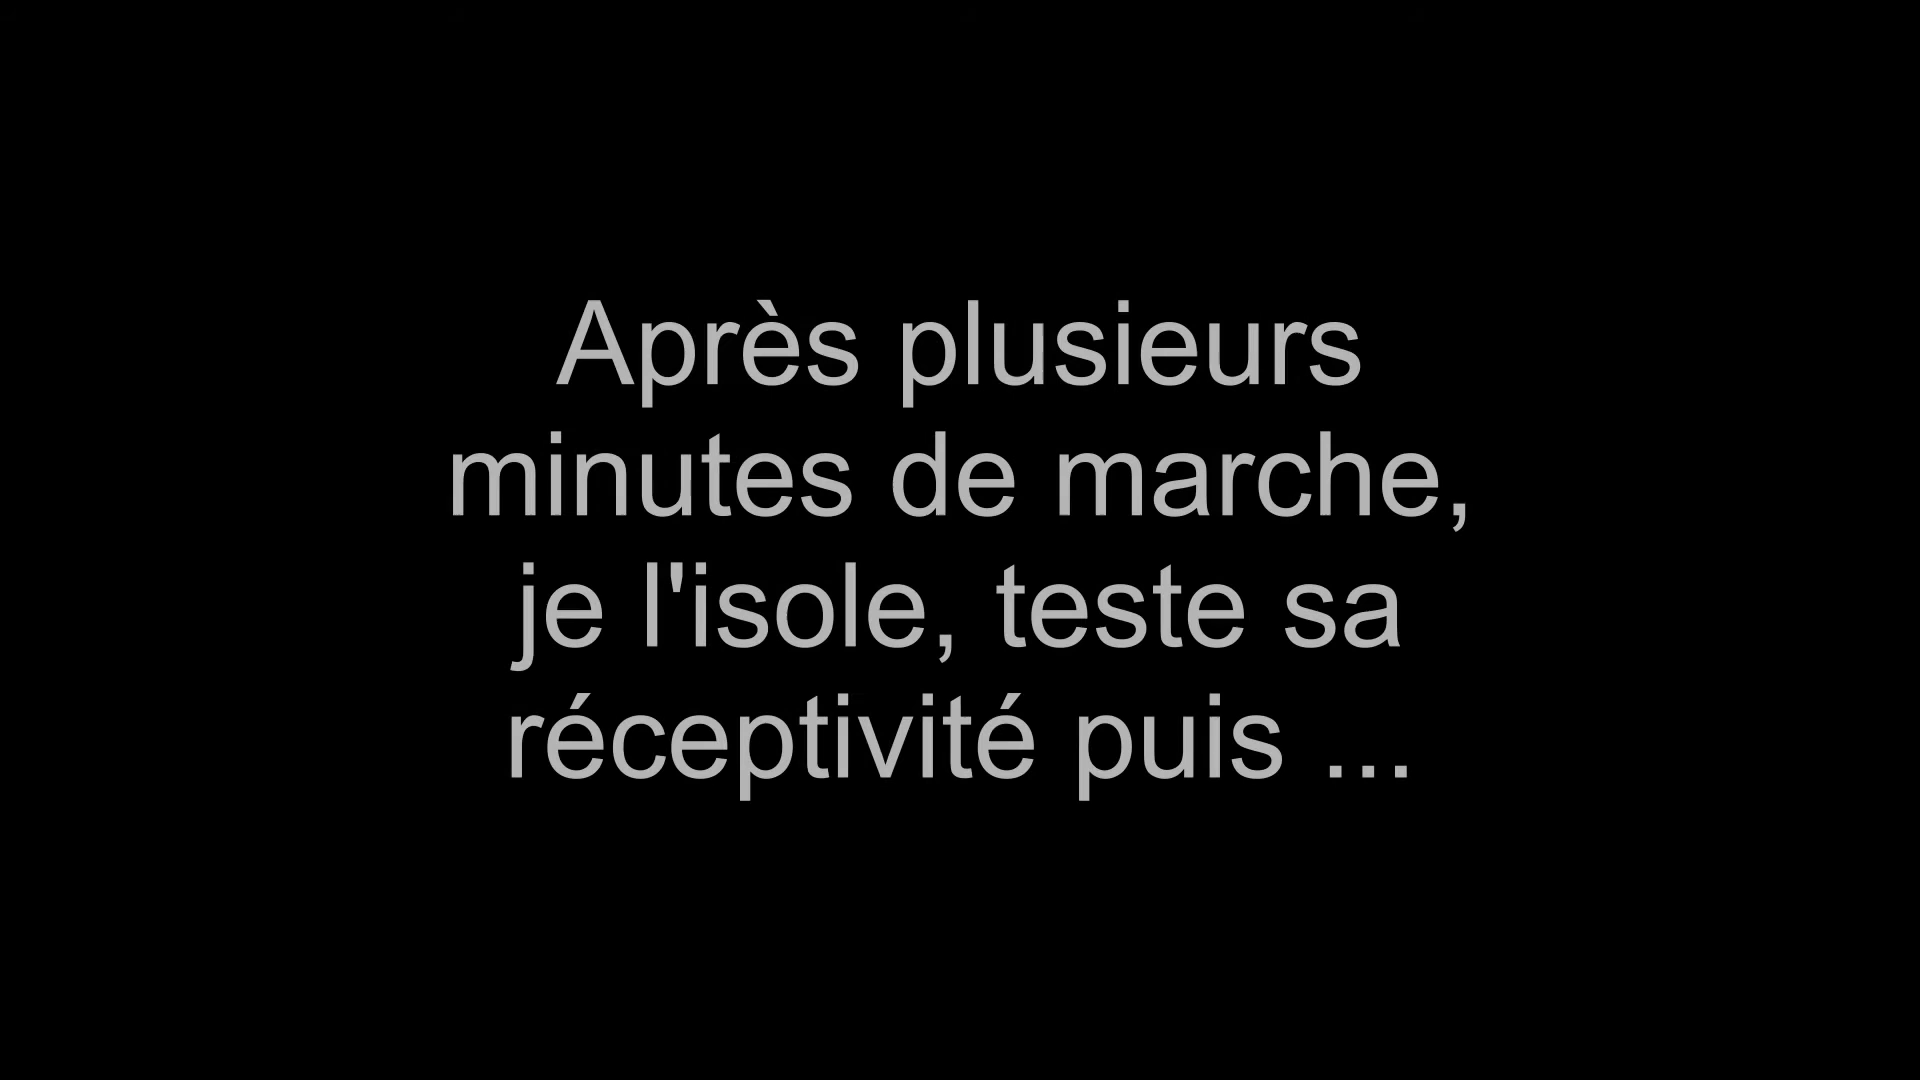 Après plusieurs
minutes de marche,
je l'isole, teste sa
réceptivité puis ...